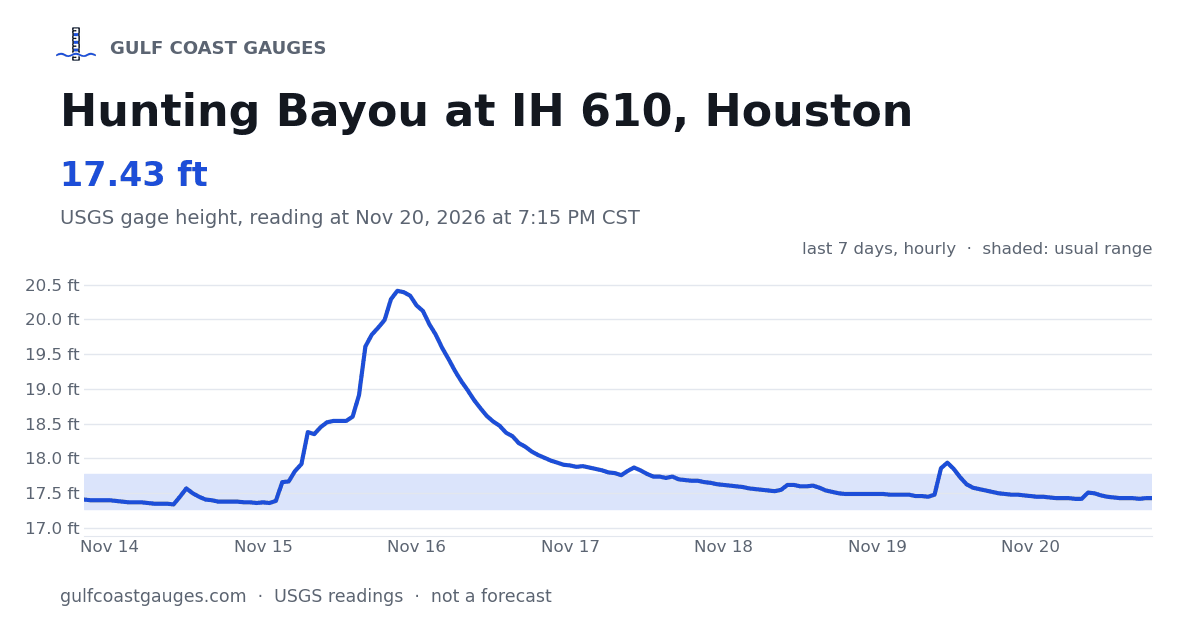 GULF COAST GAUGES
Hunting Bayou at IH 610, Houston
17.43 ft
USGS gage height, reading at Nov 20, 2026 at 7:15 PM CST
last 7 days, hourly · shaded: usual range
20.5 ft
20.0 ft
19.5 ft
19.0 ft
18.5 ft
18.0 ft
17.5 ft
17.0 ft
Nov 14 Nov 15 Nov 16 Nov 17 Nov 18 Nov 19 Nov 20
gulfcoastgauges.com · USGS readings · not a forecast